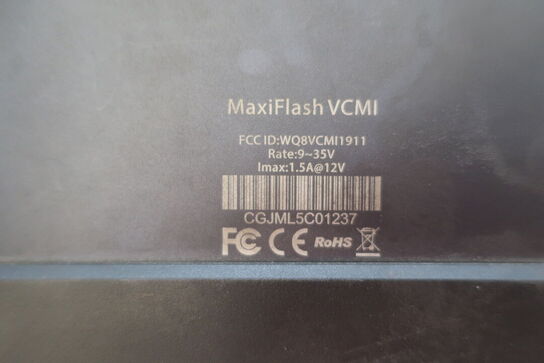 MaxiFlash VCMI
FCC ID:WQ8VCMI1911
Rate:9~35V
Imax:1.5A@12V
CGJML5C01237
FC CE RoHS